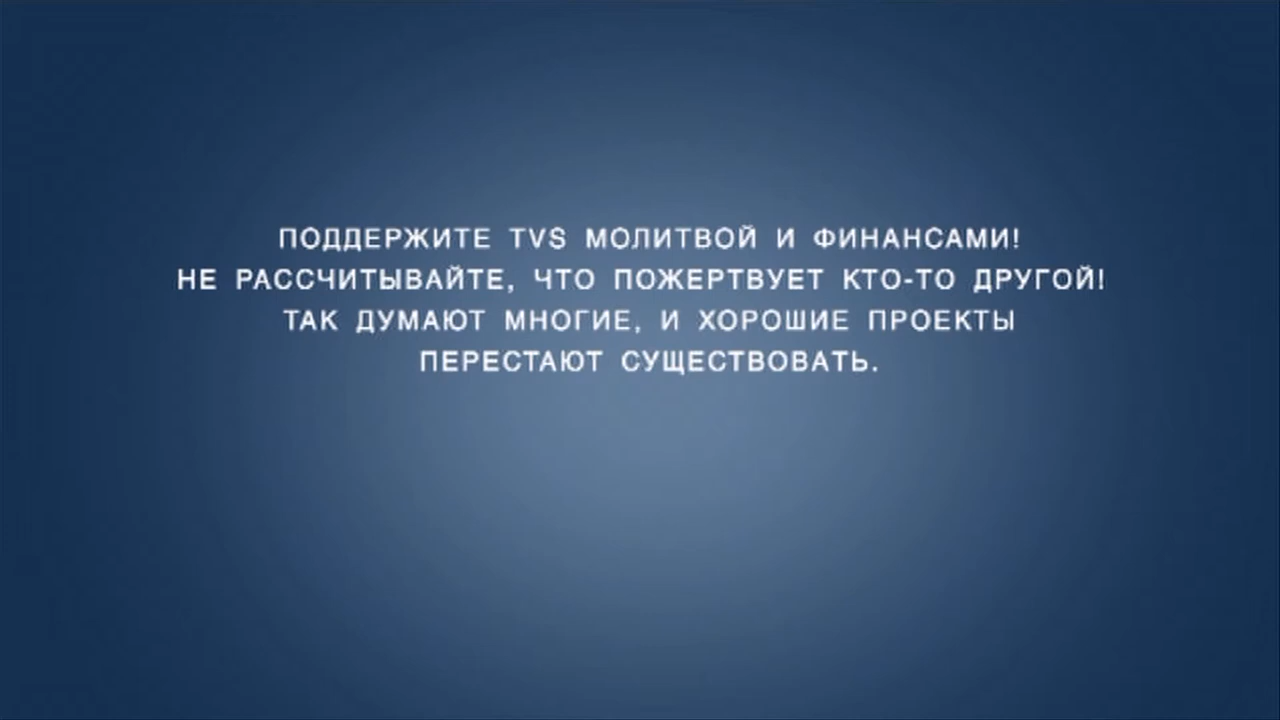 ПОДДЕРЖИТЕ TVS МОЛИТВОЙ И ФИНАНСАМИ!
НЕ РАССЧИТЫВАЙТЕ, ЧТО ПОЖЕРТВУЕТ КТО-ТО ДРУГОЙ!
ТАК ДУМАЮТ МНОГИЕ, И ХОРОШИЕ ПРОЕКТЫ
ПЕРЕСТАЮТ СУЩЕСТВОВАТЬ.